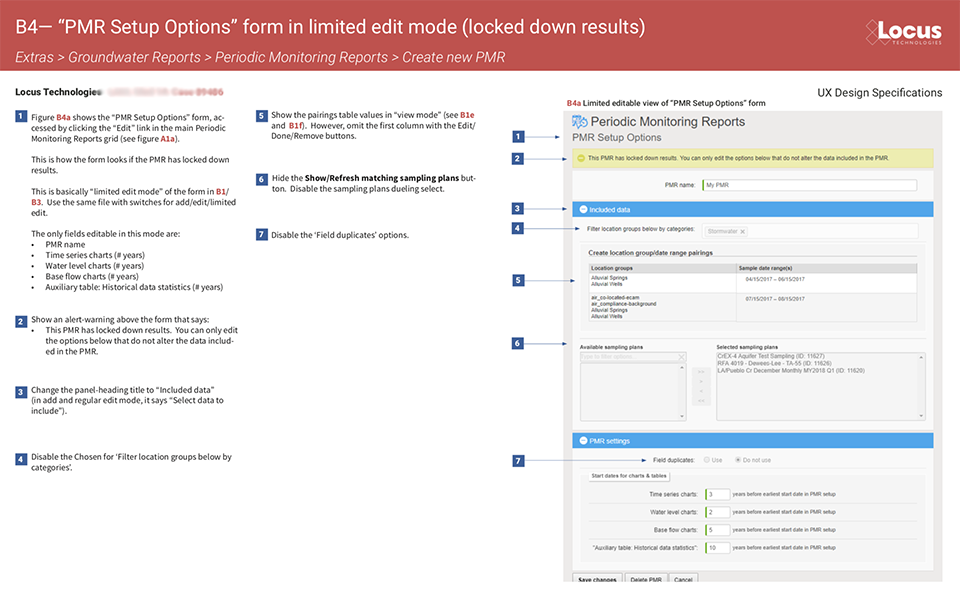 B4— “PMR Setup Options” form in limited edit mode (locked down results)
Extras > Groundwater Reports > Periodic Monitoring Reports > Create new PMR
Locus
TECHNOLOGIES
Locus Technologies
UX Design Specifications
1 Figure B4a shows the “PMR Setup Options” form, ac-
cessed by clicking the “Edit” link in the main Periodic
Monitoring Reports grid (see figure A1a).
This is how the form looks if the PMR has locked down
results.
This is basically “limited edit mode” of the form in B1/
B3. Use the same file with switches for add/edit/limited
edit.
The only fields editable in this mode are:
• PMR name
• Time series charts (# years)
• Water level charts (# years)
• Base flow charts (# years)
• Auxiliary table: Historical data statistics (# years)
2 Show an alert-warning above the form that says:
• This PMR has locked down results. You can only edit
the options below that do not alter the data includ-
ed in the PMR.
3 Change the panel-heading title to “Included data”
(in add and regular edit mode, it says “Select data to
include”).
4 Disable the Chosen for ‘Filter location groups below by
categories’.
5 Show the pairings table values in “view mode” (see B1e
and B1f). However, omit the first column with the Edit/
Done/Remove buttons.
6 Hide the Show/Refresh matching sampling plans but-
ton. Disable the sampling plans dueling select.
7 Disable the ‘Field duplicates’ options.
B4a Limited editable view of “PMR Setup Options” form
1
2
3
4
5
6
7
Periodic Monitoring Reports
PMR Setup Options
This PMR has locked down results. You can only edit the options below that do not alter the data included in the PMR.
PMR name: My PMR
Included data
Filter location groups below by categories: Stormwater x
Create location group/date range pairings
Location groups Sample date range(s)
Alluvial Springs 04/15/2017 – 06/15/2017
Alluvial Wells
air_co-located-ecam 07/15/2017 – 08/15/2017
air_compliance-background
Alluvial Springs
Alluvial Wells
Available sampling plans Selected sampling plans
Type to filter options...
CrEX-4 Aquifer Test Sampling (ID: 11627)
RFA 4019 - Dewees-Lee - TA-55 (ID: 11626)
LA/Pueblo Cr December Monthly MY2018 Q1 (ID: 11620)
PMR settings
Field duplicates: Use Do not use
Start dates for charts & tables
Time series charts: 3 years before earliest start date in PMR setup
Water level charts: 2 years before earliest start date in PMR setup
Base flow charts: 5 years before earliest start date in PMR setup
"Auxiliary table: Historical data statistics": 10 years before earliest start date in PMR setup
Save changes Delete PMR Cancel